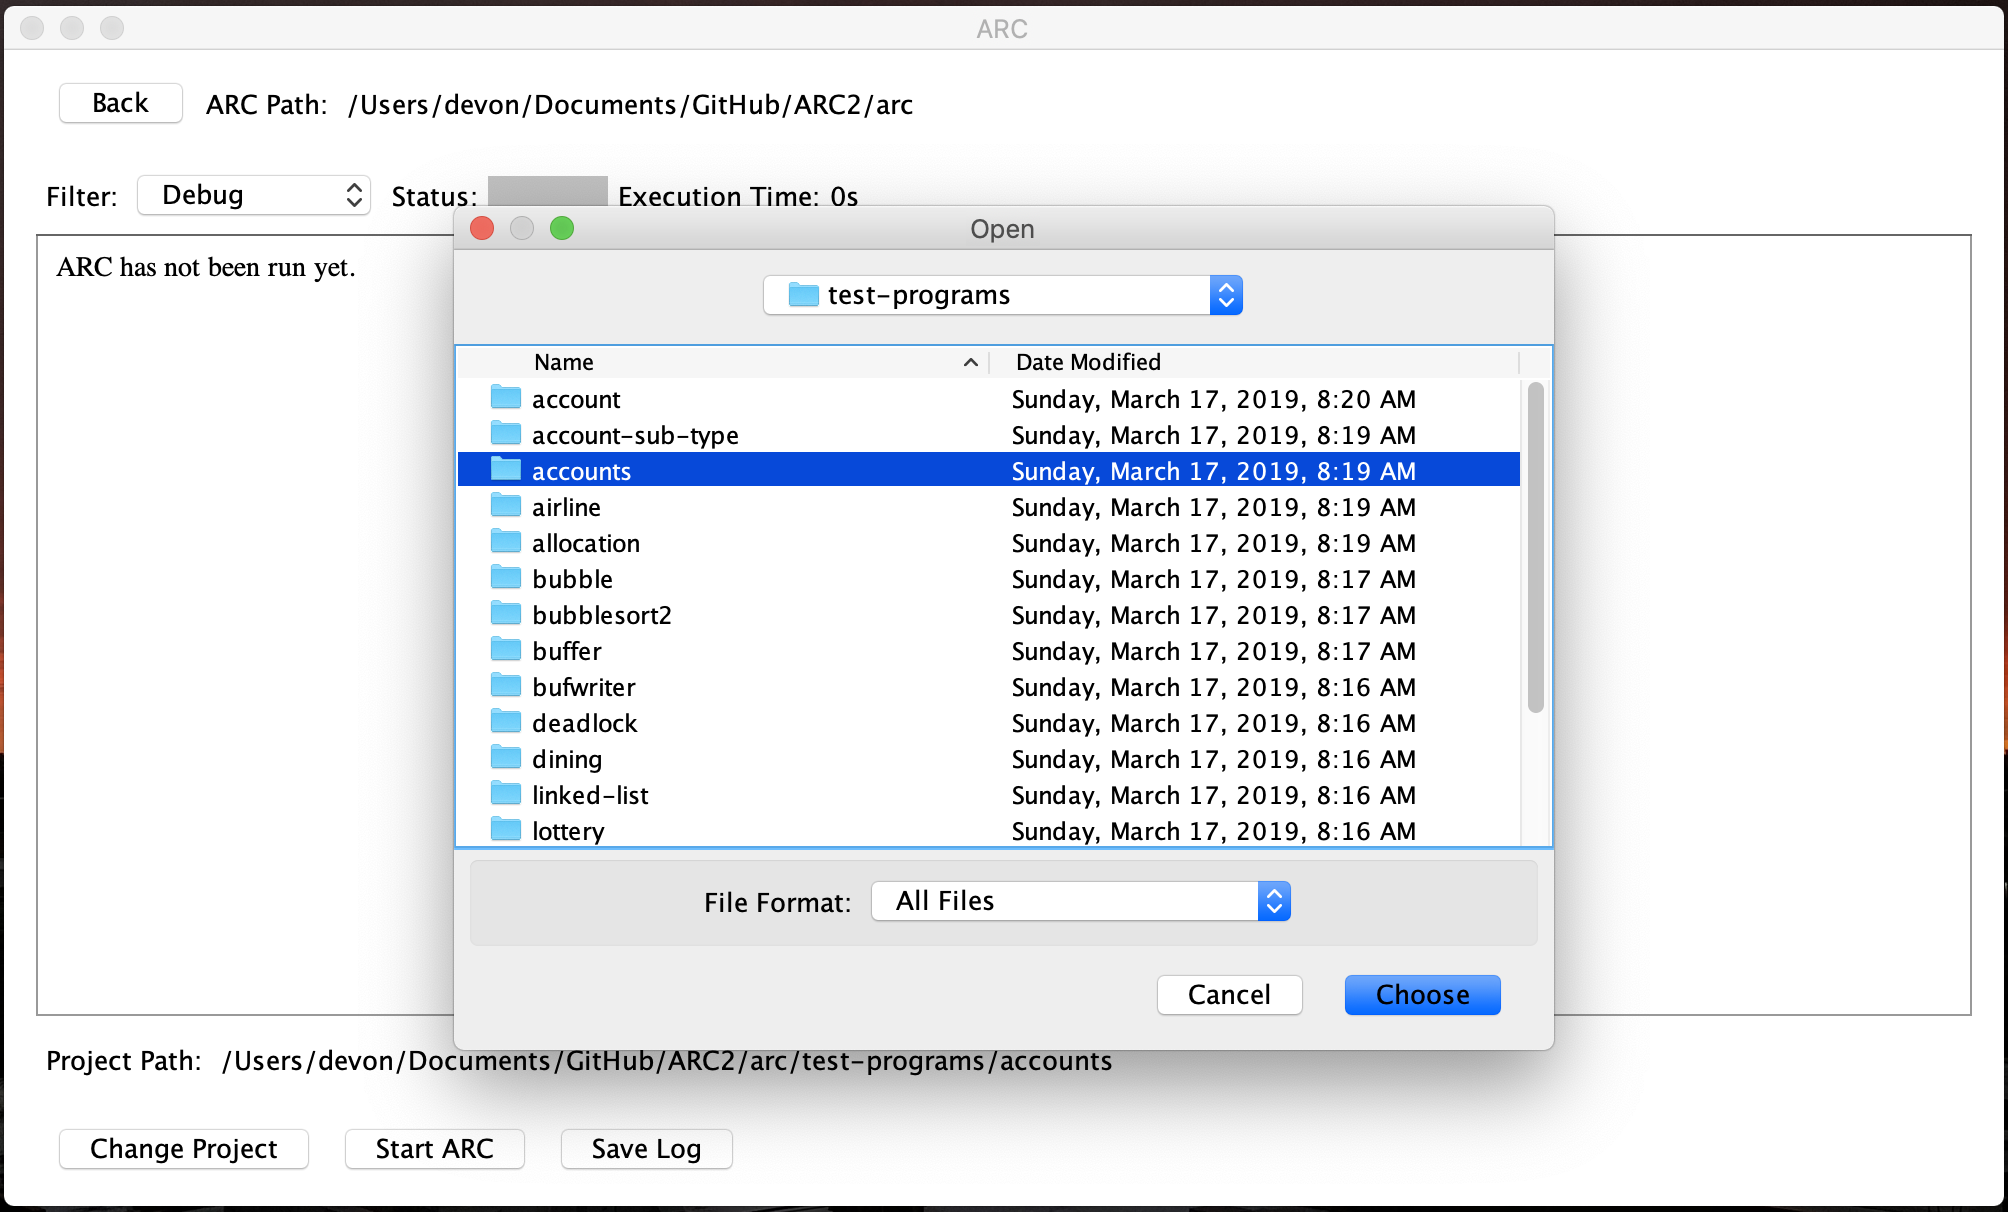 ARC
Back ARC Path: /Users/devon/Documents/GitHub/ARC2/arc
Filter: Debug Status: Execution Time: 0s
ARC has not been run yet.
Open
test-programs
Name Date Modified
account Sunday, March 17, 2019, 8:20 AM
account-sub-type Sunday, March 17, 2019, 8:19 AM
accounts Sunday, March 17, 2019, 8:19 AM
airline Sunday, March 17, 2019, 8:19 AM
allocation Sunday, March 17, 2019, 8:19 AM
bubble Sunday, March 17, 2019, 8:17 AM
bubblesort2 Sunday, March 17, 2019, 8:17 AM
buffer Sunday, March 17, 2019, 8:17 AM
bufwriter Sunday, March 17, 2019, 8:16 AM
deadlock Sunday, March 17, 2019, 8:16 AM
dining Sunday, March 17, 2019, 8:16 AM
linked-list Sunday, March 17, 2019, 8:16 AM
lottery Sunday, March 17, 2019, 8:16 AM
File Format: All Files
Cancel Choose
Project Path: /Users/devon/Documents/GitHub/ARC2/arc/test-programs/accounts
Change Project Start ARC Save Log